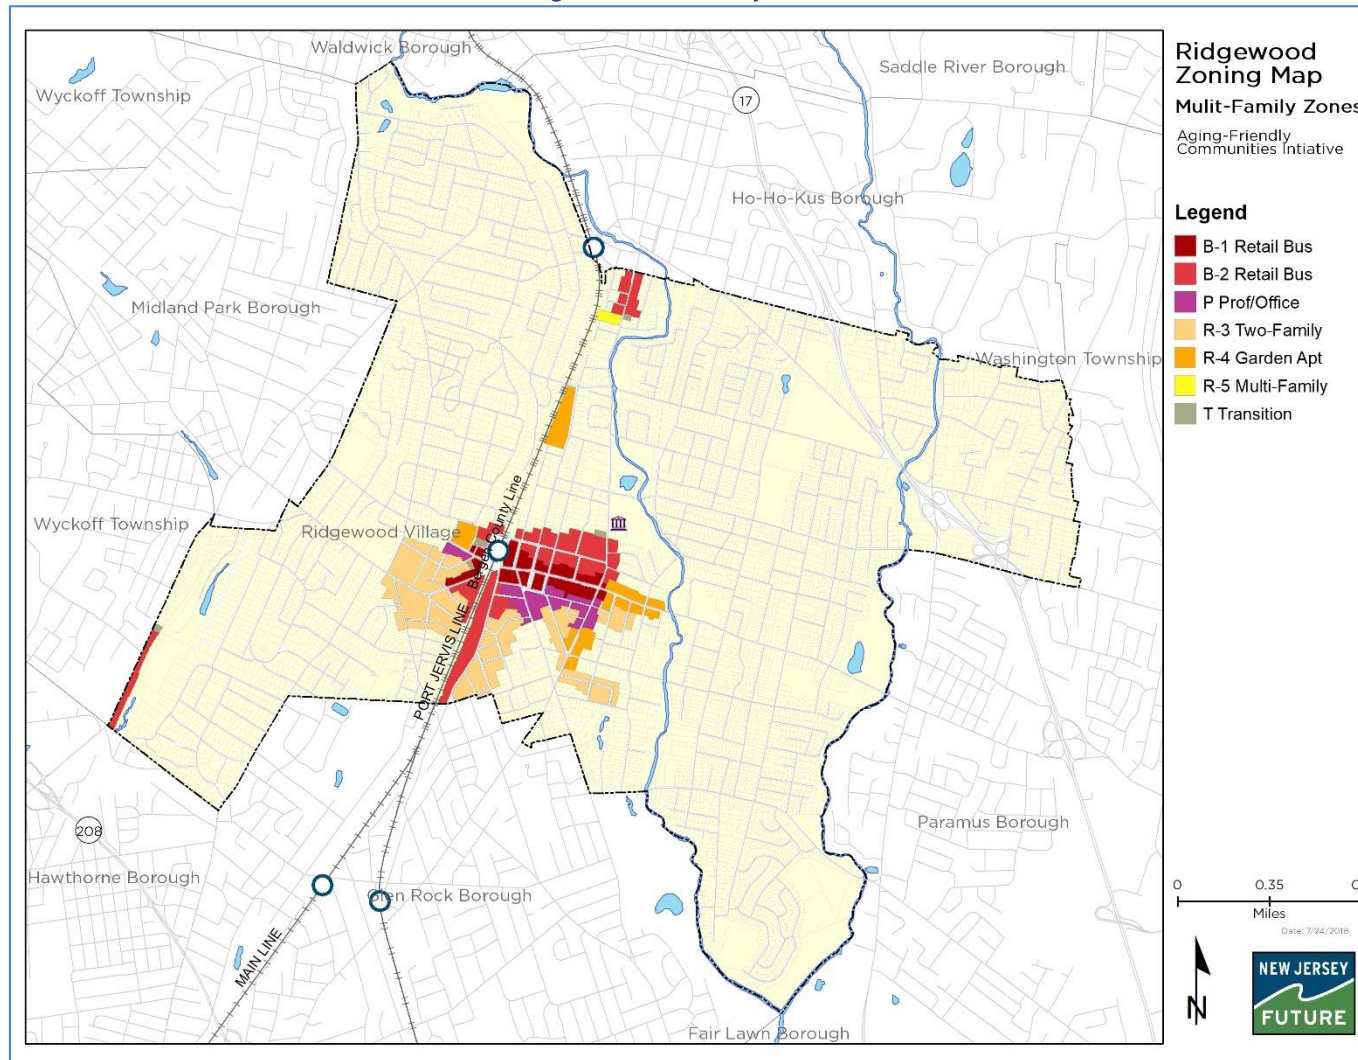 Waldwick Borough
Saddle River Borough
Wyckoff Township
17
Ho-Ho-Kus Borough
Midland Park Borough
Washington Township
Wyckoff Township
Ridgewood Village
Bergen County Line
PORT JERVIS LINE
208
Paramus Borough
Hawthorne Borough
Glen Rock Borough
MAIN LINE
Fair Lawn Borough
Ridgewood
Zoning Map
Mulit-Family Zones
Aging-Friendly
Communities Intiative
Legend
B-1 Retail Bus
B-2 Retail Bus
P Prof/Office
R-3 Two-Family
R-4 Garden Apt
R-5 Multi-Family
T Transition
0 0.35 0
Miles
Date: 7/24/2018
N
NEW JERSEY
FUTURE